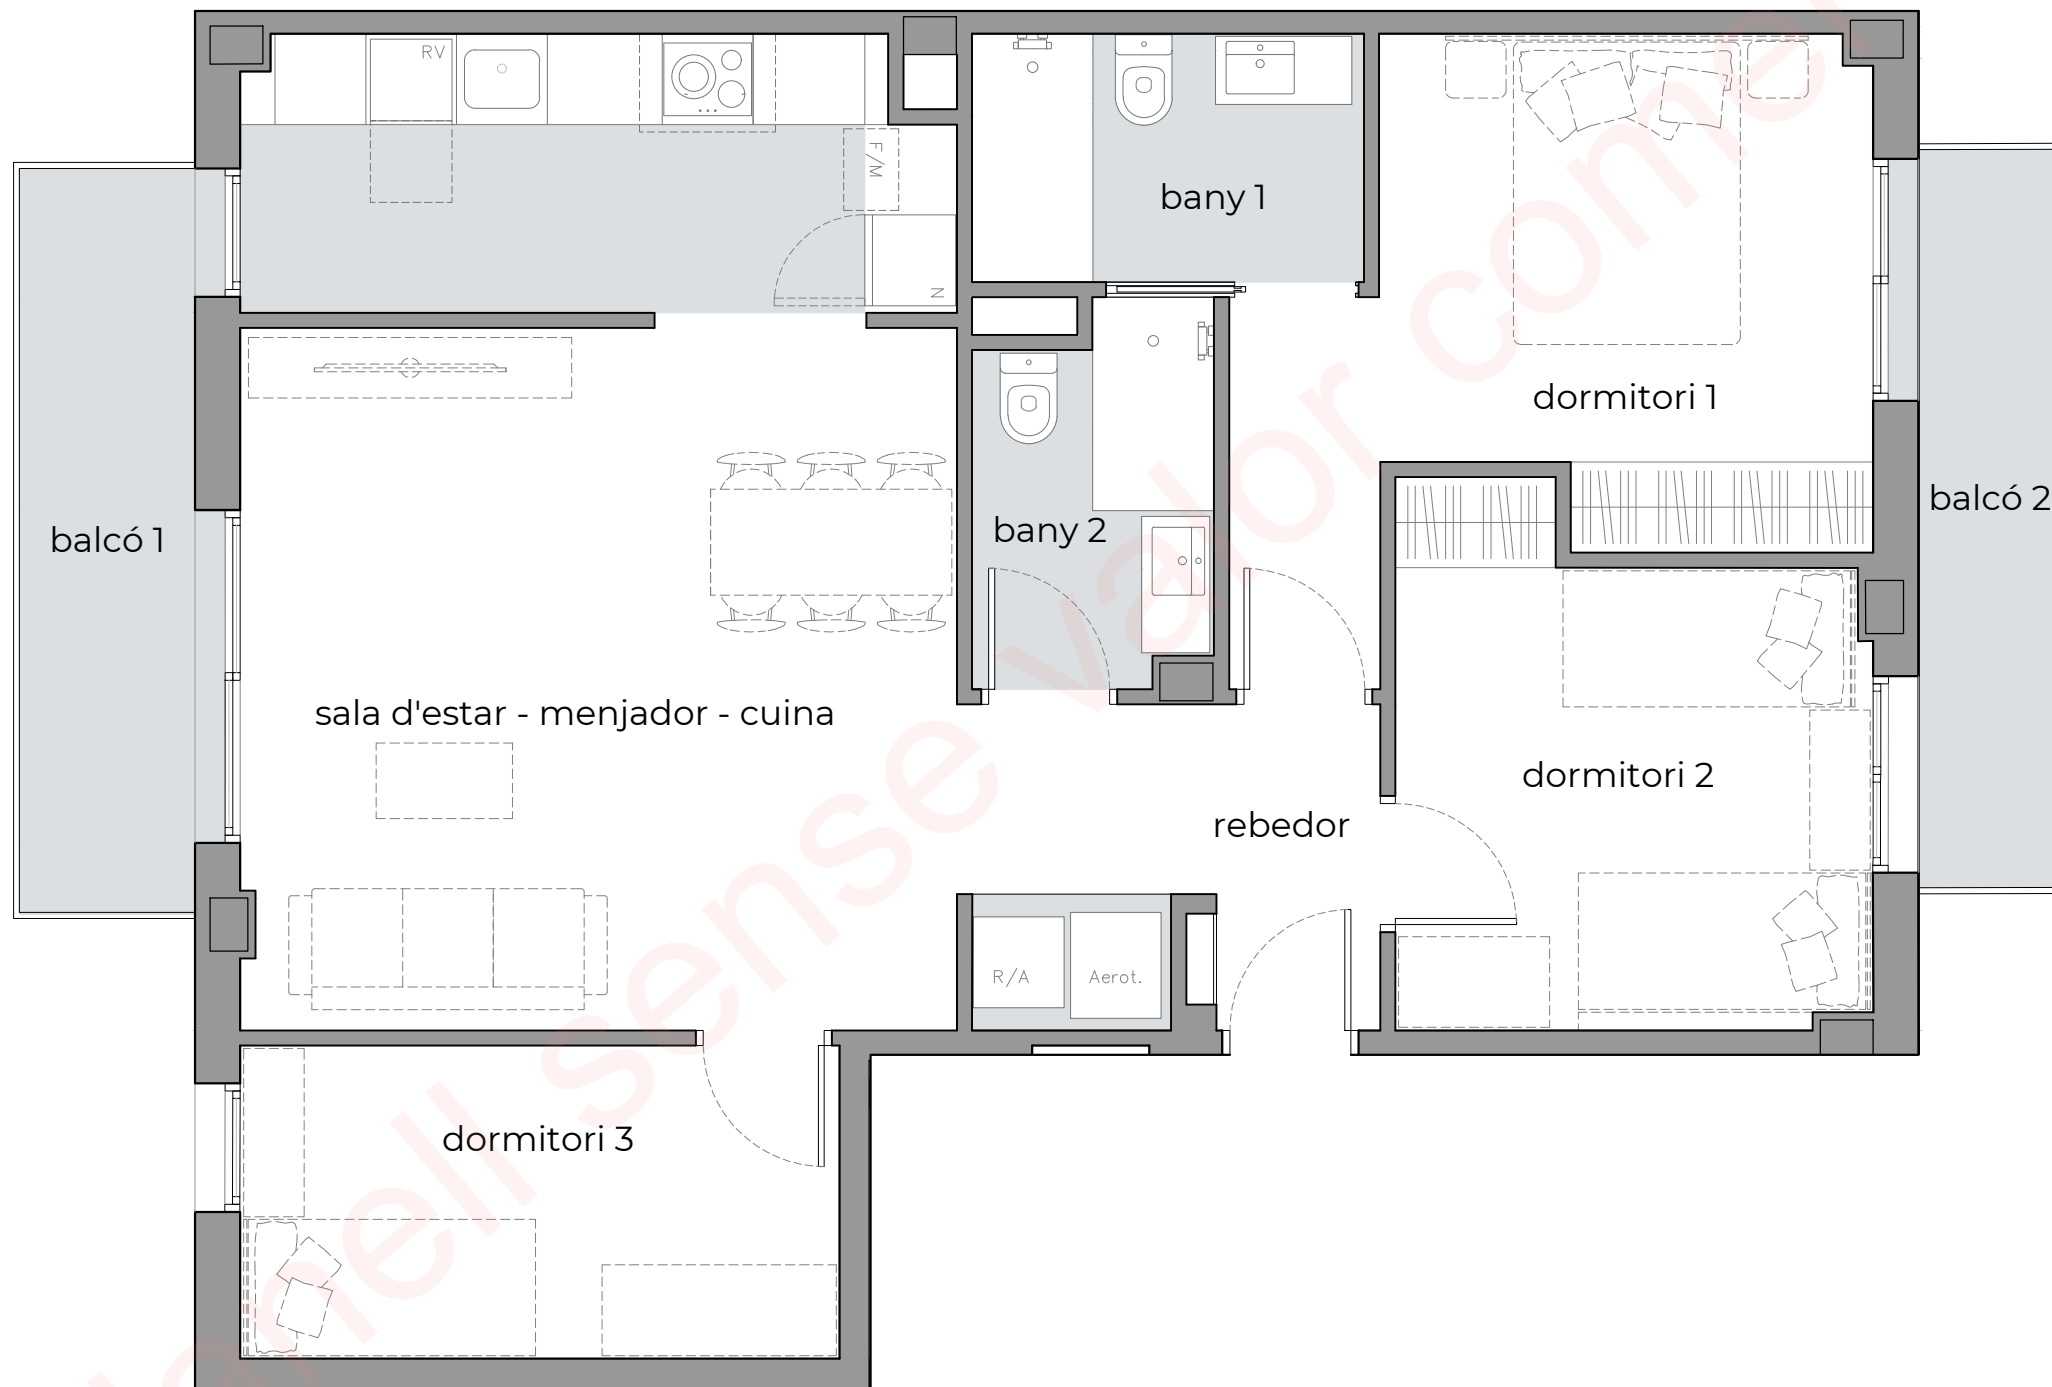 RV
F/M
N
bany 1
dormitori 1
balcó 1
bany 2
balcó 2
sala d'estar - menjador - cuina
dormitori 2
rebedor
R/A
Aerot.
dormitori 3
anell sense valor comer